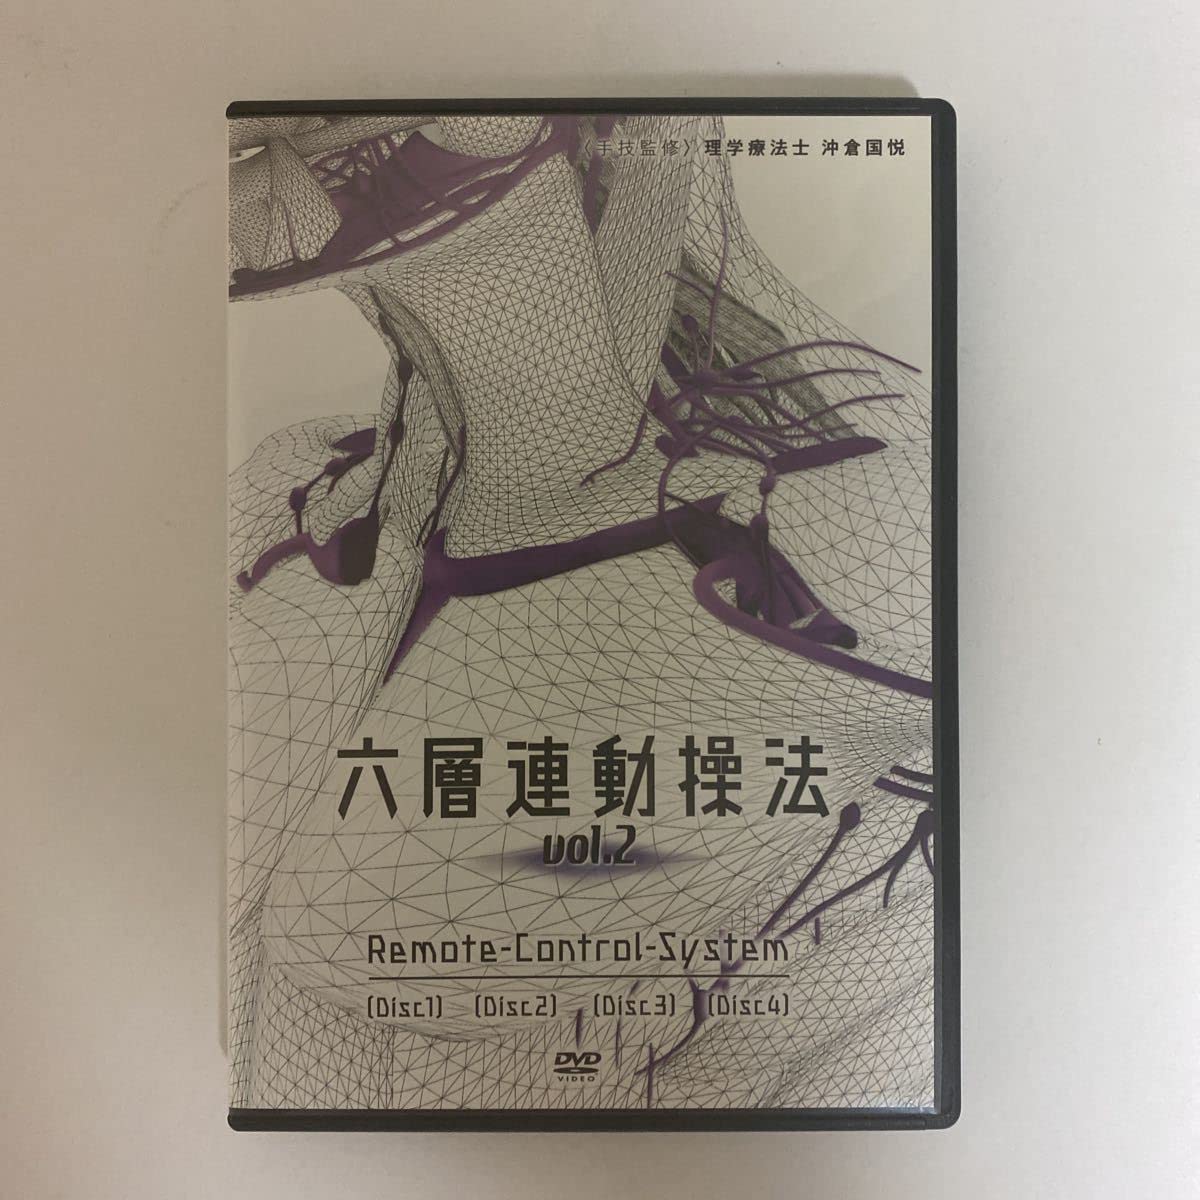 〈手技監修〉理学療法士 沖倉国悦
六層連動操法
vol.2
Remote-Control-System
(Disc1) (Disc2) (Disc3) (Disc4)
DVD
VIDEO